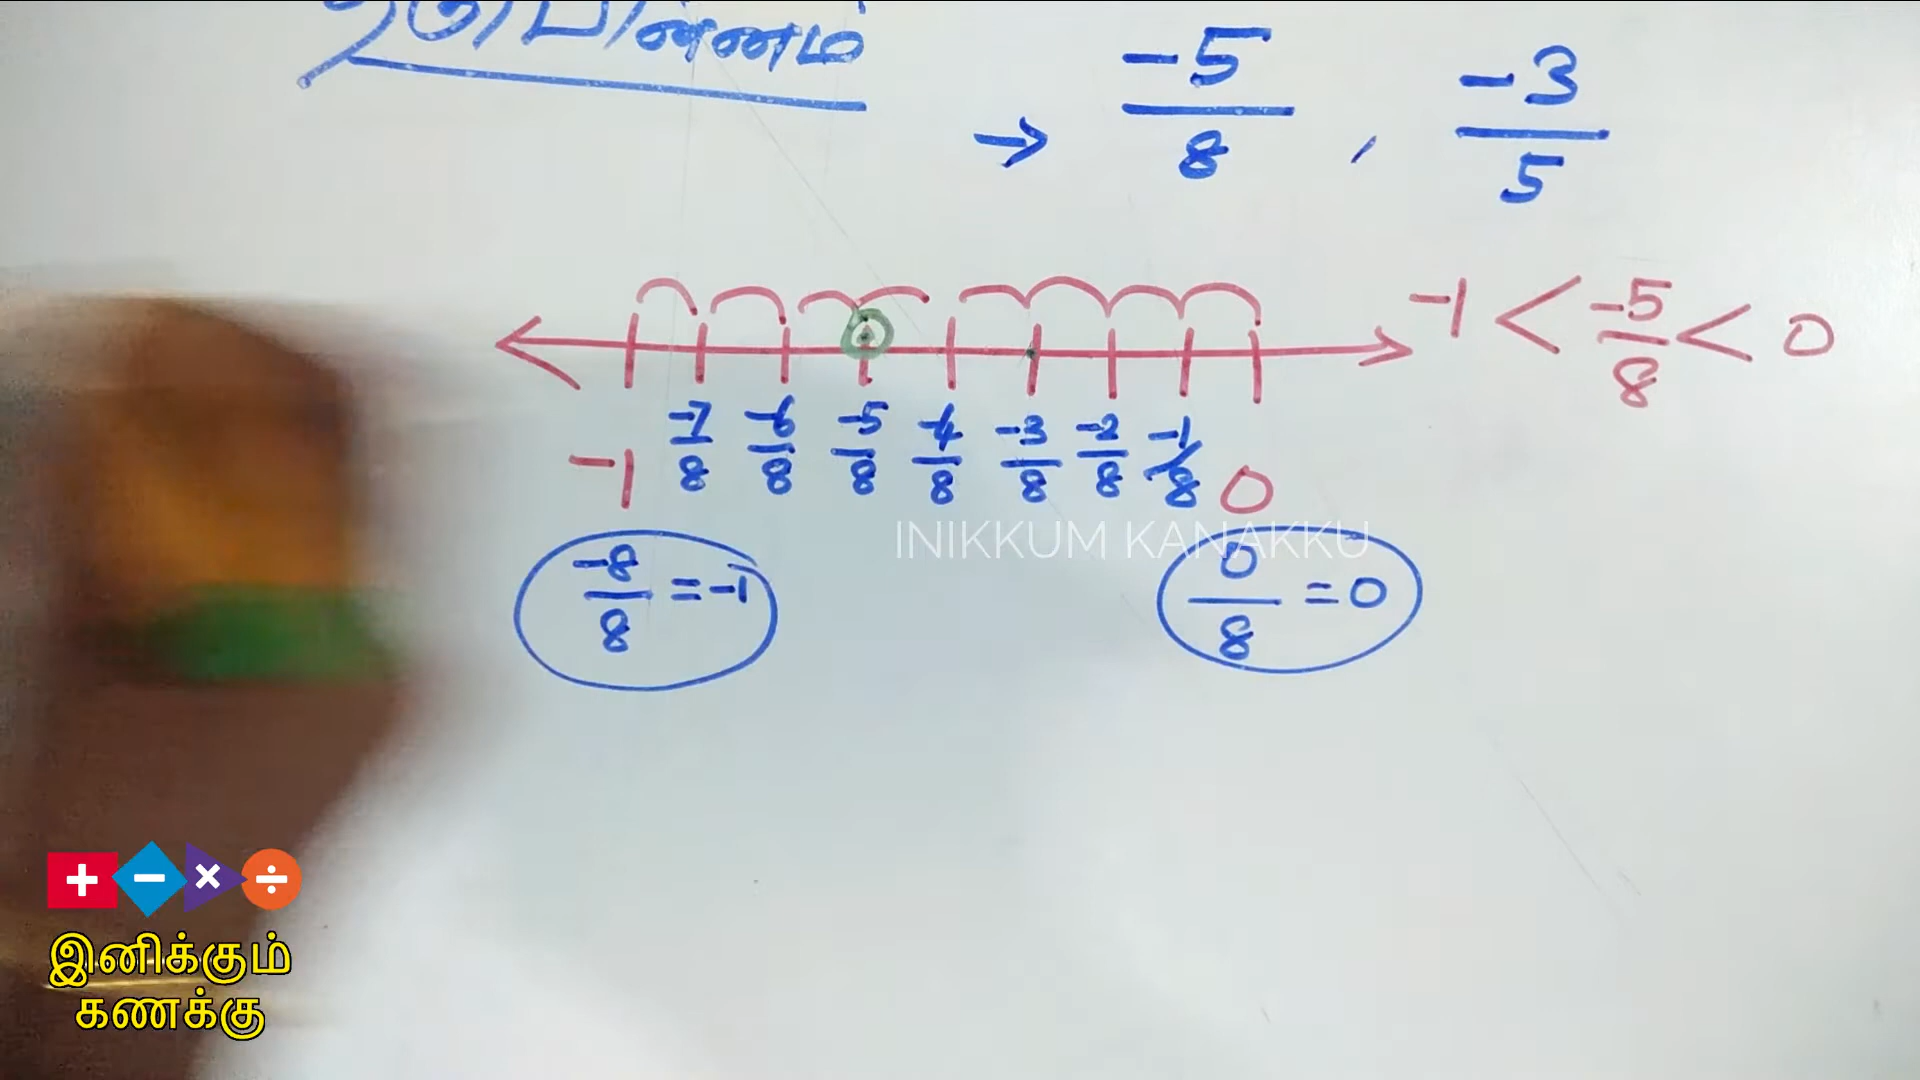 → -5/8 , -3/5
-1 < -5/8 < 0
-1 -7/8 -6/8 -5/8 -4/8 -3/8 -2/8 -1/8 0
INIKKUM KANAKKU
-8/8 = -1 0/8 = 0
+ − × ÷
இனிக்கும்
கணக்கு